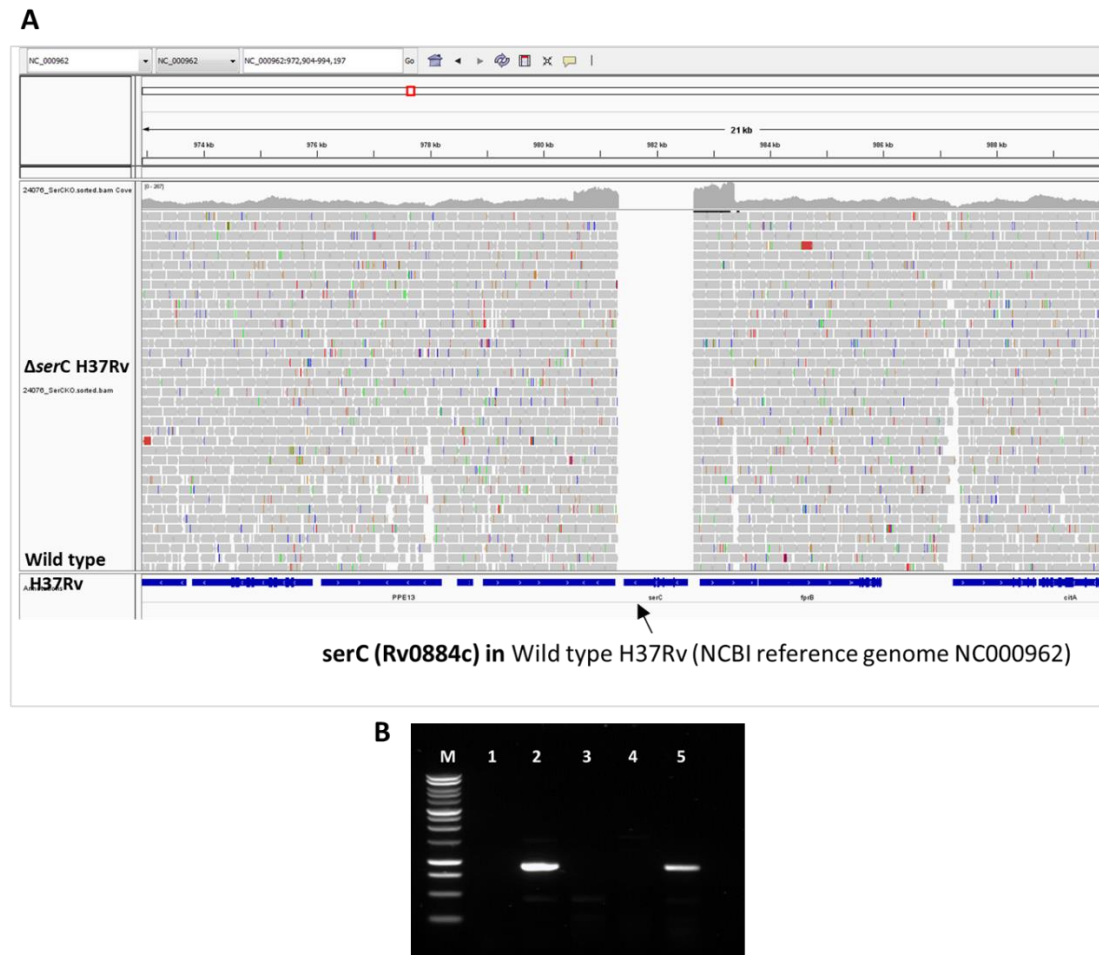 A
NC_000962 NC_000962 NC_000962:972,904-994,197 Go
21 kb
974 kb 976 kb 978 kb 980 kb 982 kb 984 kb 986 kb 988 kb
24076_SerCKO.sorted.bam Cove
[0 - 267]
ΔserC H37Rv
24076_SerCKO.sorted.bam
Wild type
H37Rv
PPE13 serC fprB citA
serC (Rv0884c) in Wild type H37Rv (NCBI reference genome NC000962)
B
M 1 2 3 4 5